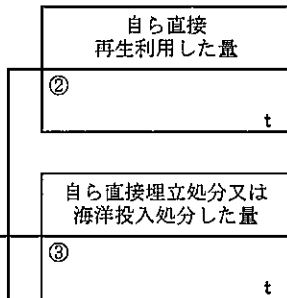 自ら直接
再生利用した量
②
t
自ら直接埋立処分又は
海洋投入処分した量
③
t